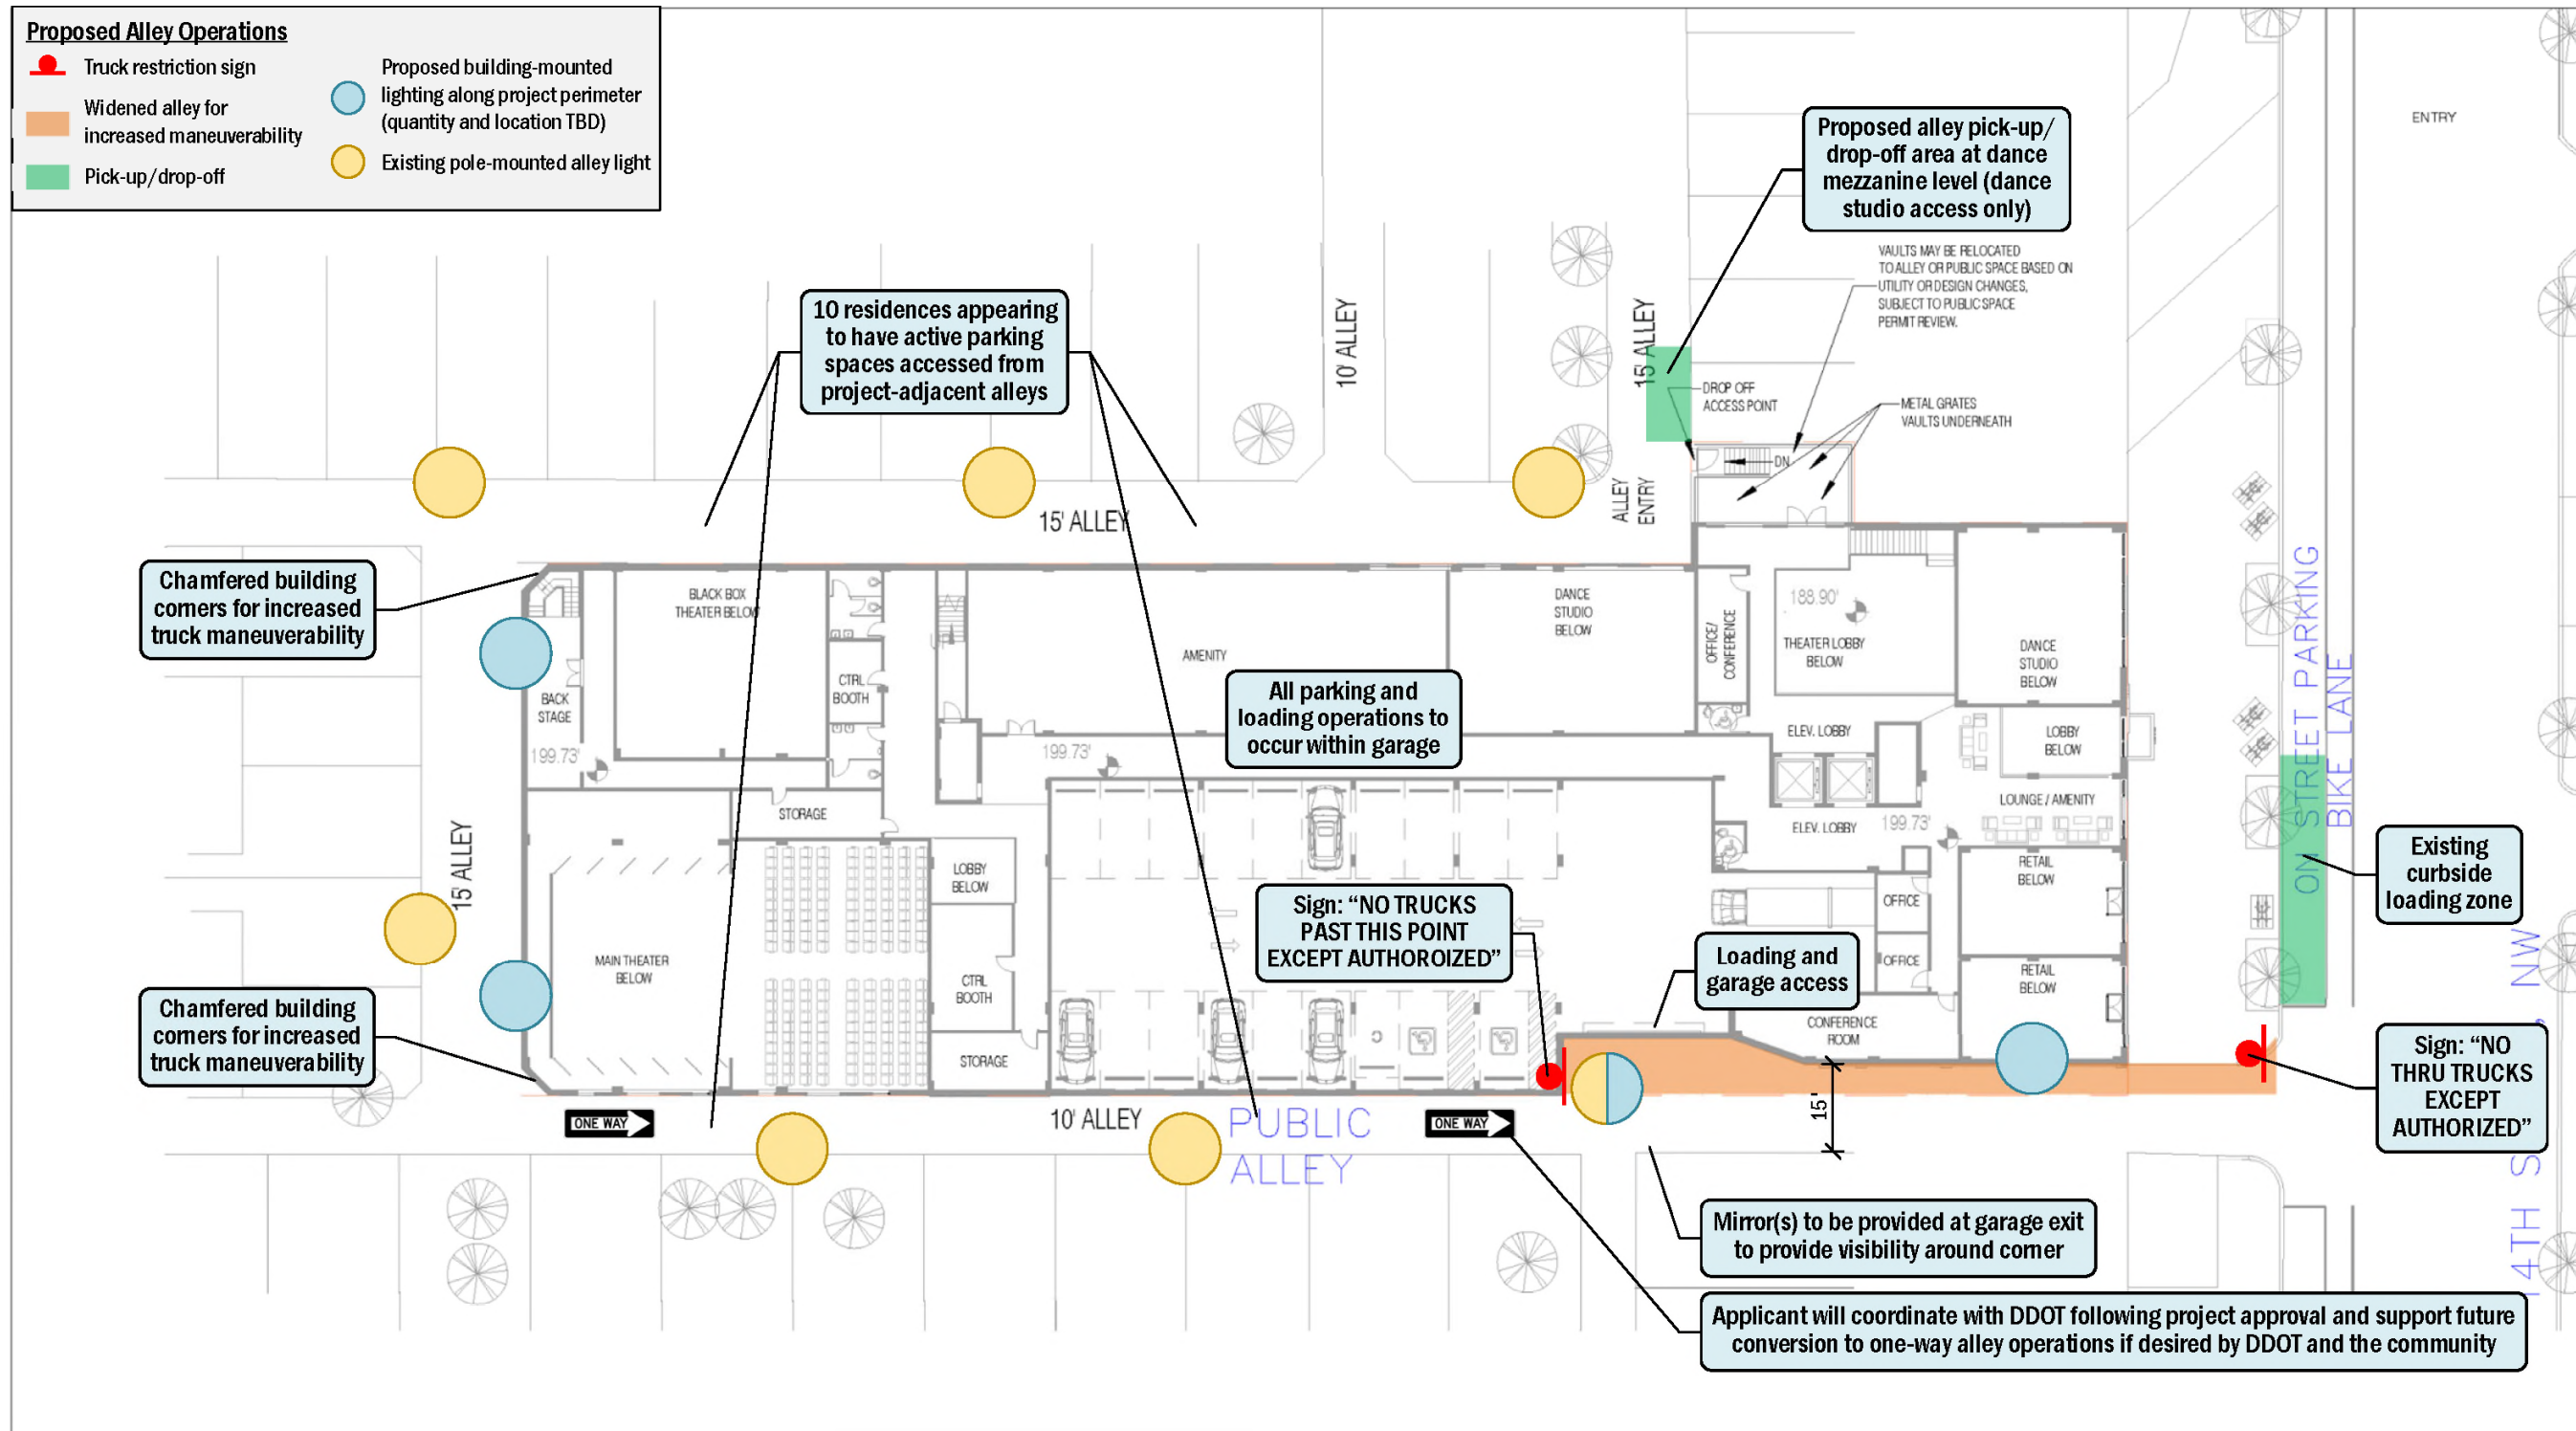 Proposed Alley Operations
Truck restriction sign
Widened alley for
increased maneuverability
Pick-up/drop-off
Proposed building-mounted
lighting along project perimeter
(quantity and location TBD)
Existing pole-mounted alley light
ENTRY
Proposed alley pick-up/
drop-off area at dance
mezzanine level (dance
studio access only)
VAULTS MAY BE RELOCATED
TO ALLEY OR PUBLIC SPACE BASED ON
UTILITY OR DESIGN CHANGES,
SUBJECT TO PUBLIC SPACE
PERMIT REVIEW.
10 residences appearing
to have active parking
spaces accessed from
project-adjacent alleys
10' ALLEY
15' ALLEY
DROP OFF
ACCESS POINT
METAL GRATES
VAULTS UNDERNEATH
DN
ALLEY
ENTRY
15' ALLEY
Chamfered building
corners for increased
truck maneuverability
BLACK BOX
THEATER BELOW
UP
CTRL
BOOTH
BACK
STAGE
199.73'
AMENITY
DANCE
STUDIO
BELOW
OFFICE/
CONFERENCE
188.90'
THEATER LOBBY
BELOW
DANCE
STUDIO
BELOW
All parking and
loading operations to
occur within garage
199.73'
ELEV. LOBBY
LOBBY
BELOW
LOUNGE / AMENITY
ELEV. LOBBY
199.73'
ON STREET PARKING
BIKE LANE
STORAGE
15' ALLEY
LOBBY
BELOW
RETAIL
BELOW
OFFICE
Existing
curbside
loading zone
Sign: “NO TRUCKS
PAST THIS POINT
EXCEPT AUTHOROIZED”
Loading and
garage access
OFFICE
MAIN THEATER
BELOW
CTRL
BOOTH
RETAIL
BELOW
Chamfered building
corners for increased
truck maneuverability
STORAGE
C
CONFERENCE
ROOM
Sign: “NO
THRU TRUCKS
EXCEPT
AUTHORIZED”
ONE WAY
10' ALLEY
PUBLIC
ALLEY
ONE WAY
15'
14TH S NW
Mirror(s) to be provided at garage exit
to provide visibility around corner
Applicant will coordinate with DDOT following project approval and support future
conversion to one-way alley operations if desired by DDOT and the community